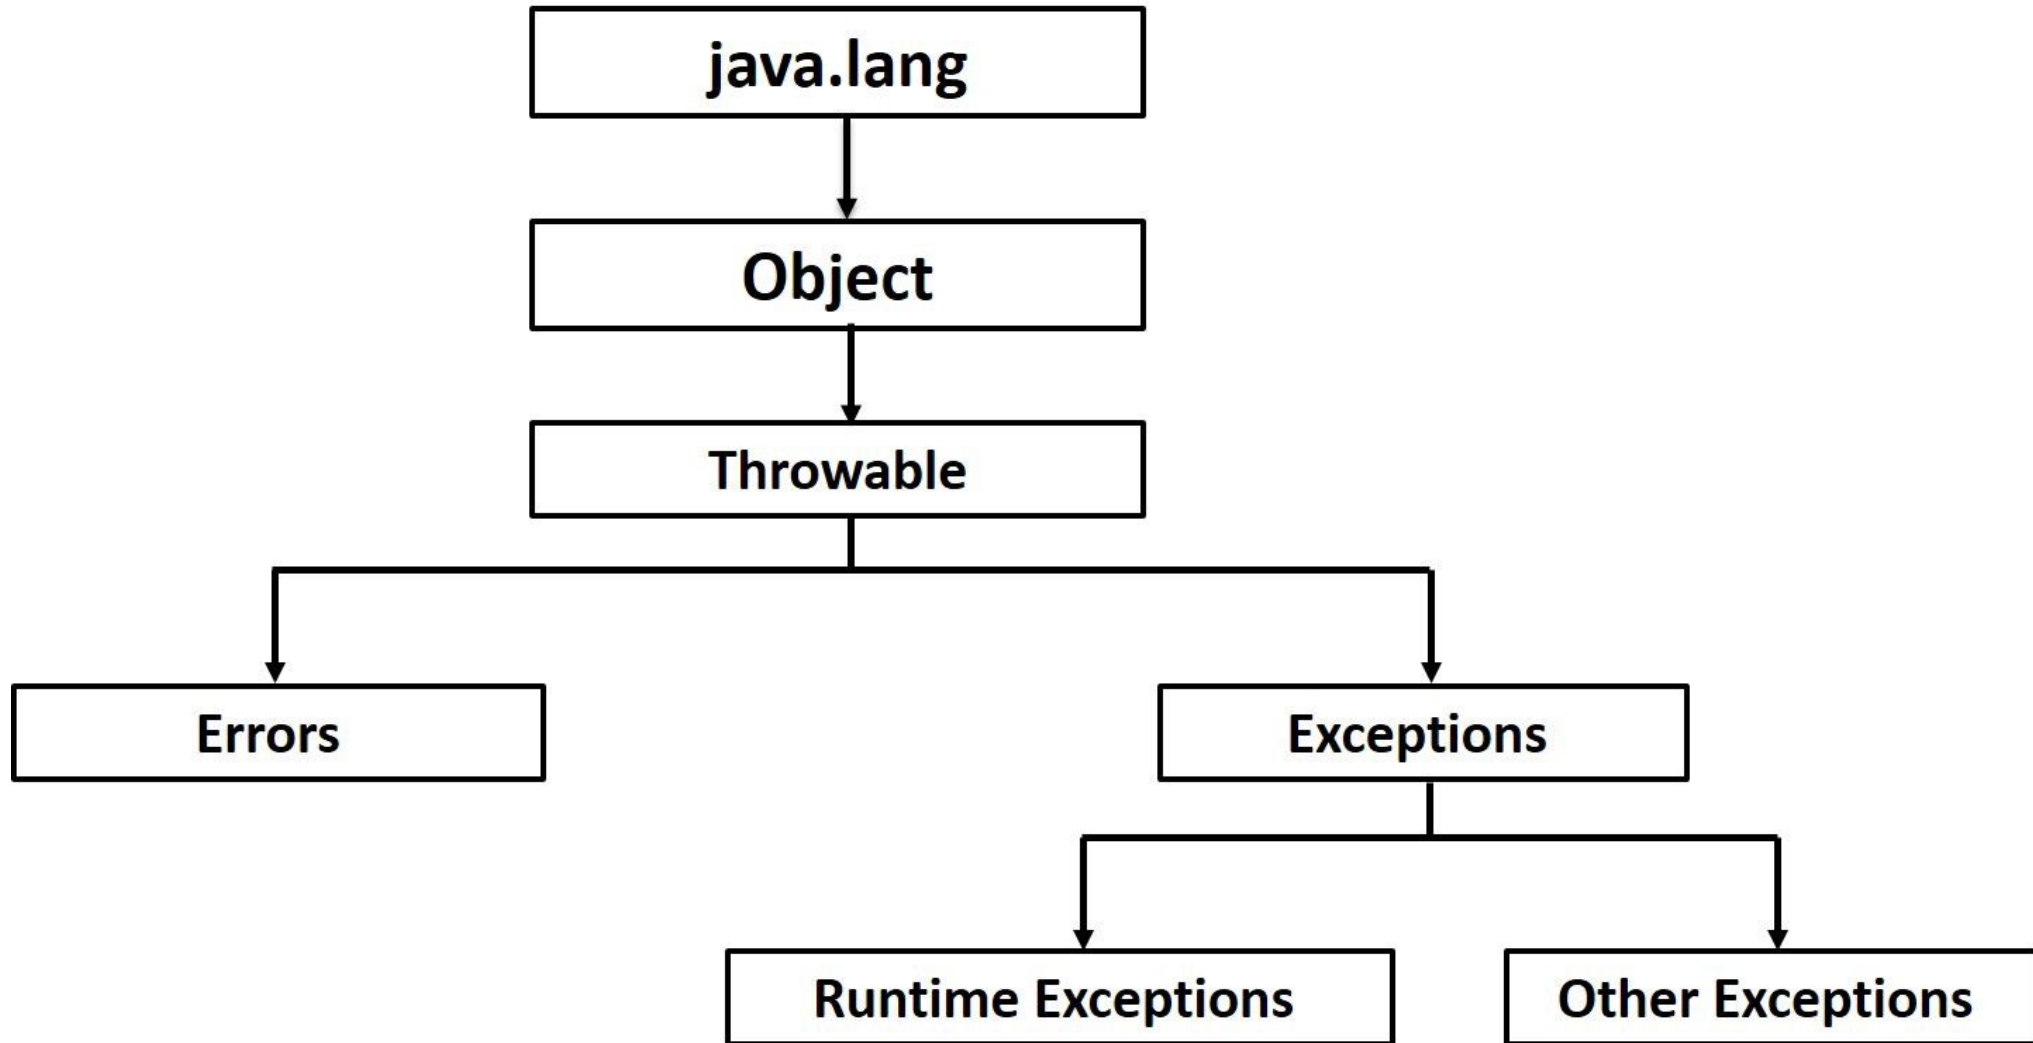 java.lang
Object
Throwable
Errors
Exceptions
Runtime Exceptions
Other Exceptions